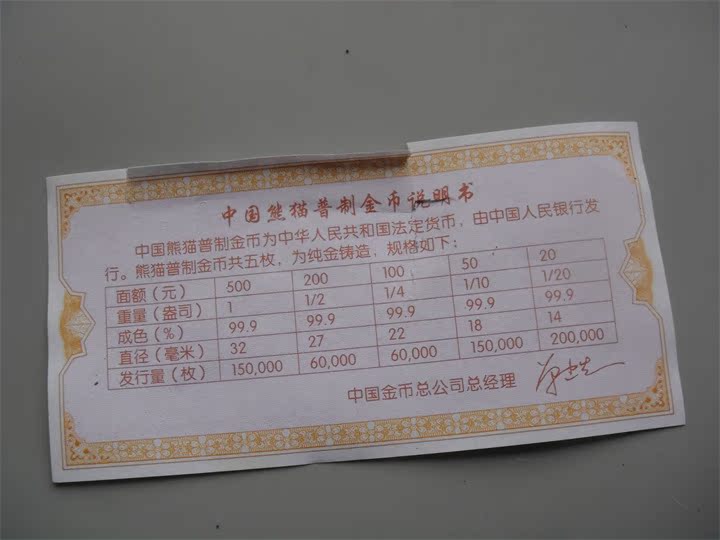 中国熊猫普制金币说明书
中国熊猫普制金币为中华人民共和国法定货币，由中国人民银行发
行。熊猫普制金币共五枚，为纯金铸造，规格如下：
面额（元） 500 200 100 50 20
重量（盎司） 1 1/2 1/4 1/10 1/20
成色（%） 99.9 99.9 99.9 99.9 99.9
直径（毫米） 32 27 22 18 14
发行量（枚） 150,000 60,000 60,000 150,000 200,000
中国金币总公司总经理